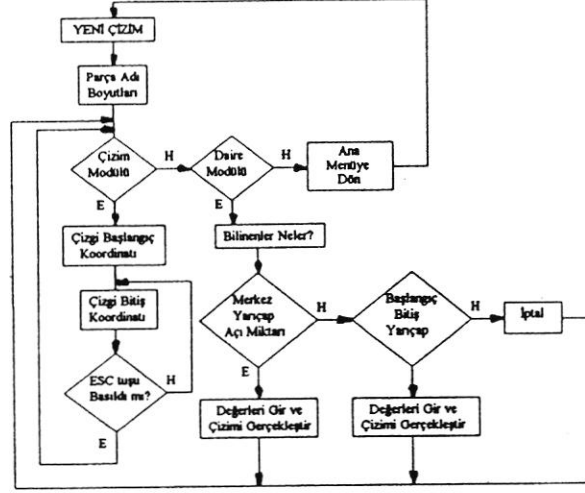 YENİ ÇİZİM
Parça Adı
Boyutları
Çizim
Modülü
H
E
Daire
Modülü
H
E
Ana
Menüye
Dön
Çizgi Başlangıç
Koordinatı
Bilinenler Neler?
Çizgi Bitiş
Koordinatı
Merkez
Yarıçap
Açı Miktarı
H
E
Başlangıç
Bitiş
Yarıçap
H
E
İptal
ESC tuşu
Basıldı mı?
H
E
Değerleri Gir ve
Çizimi Gerçekleştir
Değerleri Gir ve
Çizimi Gerçekleştir